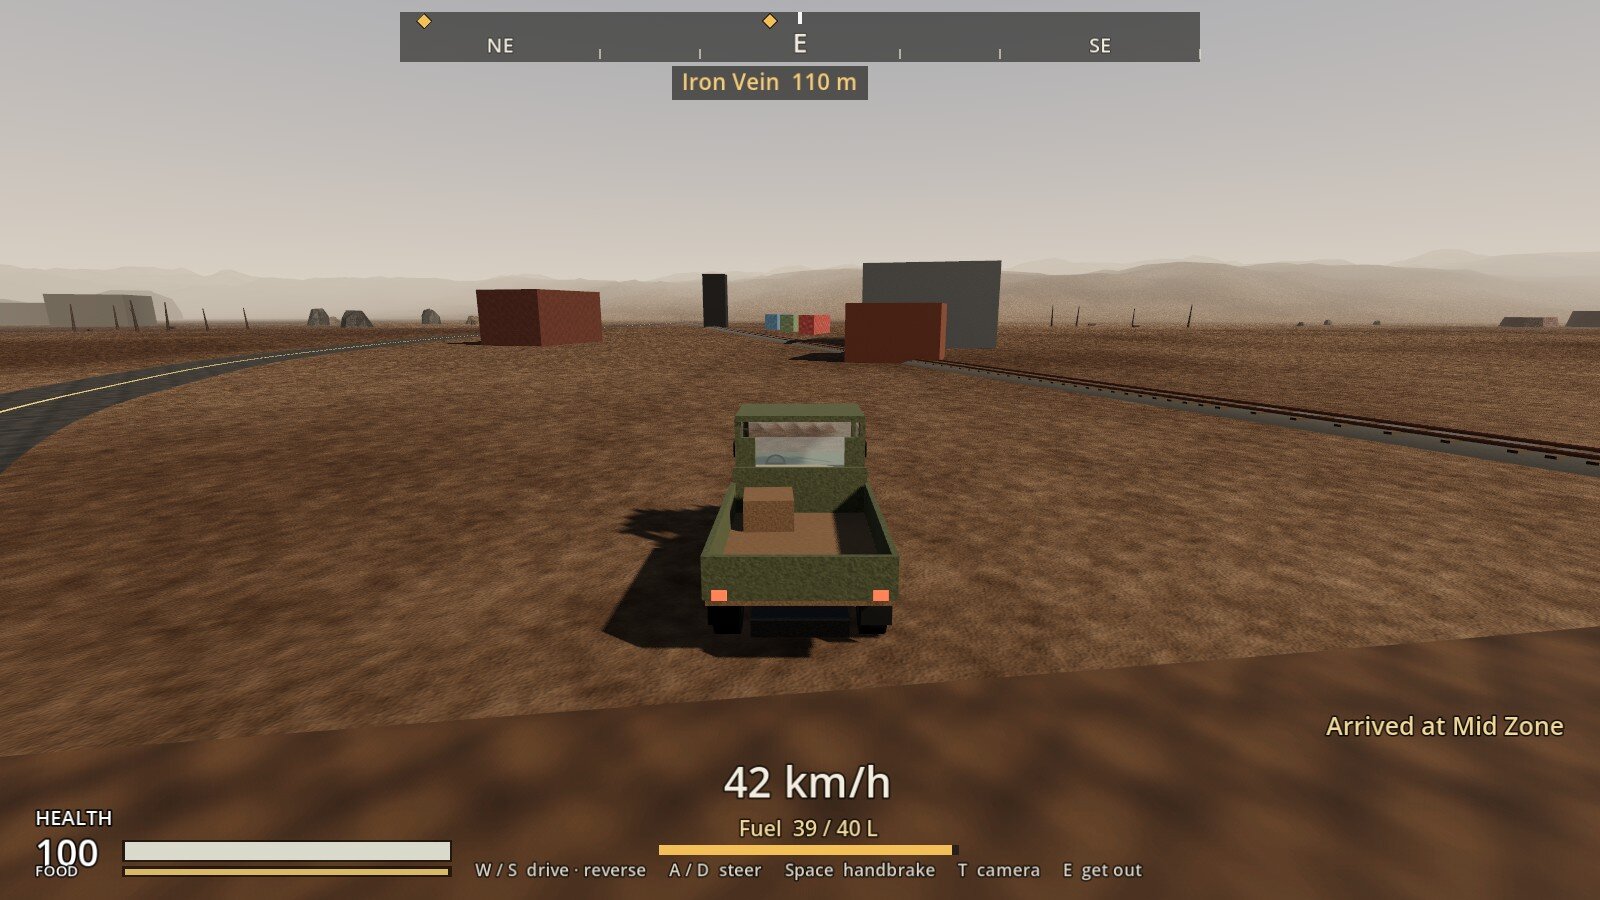 NE E SE
Iron Vein 110 m
Arrived at Mid Zone
42 km/h
Fuel 39 / 40 L
HEALTH
100
FOOD
W / S drive · reverse A / D steer Space handbrake T camera E get out